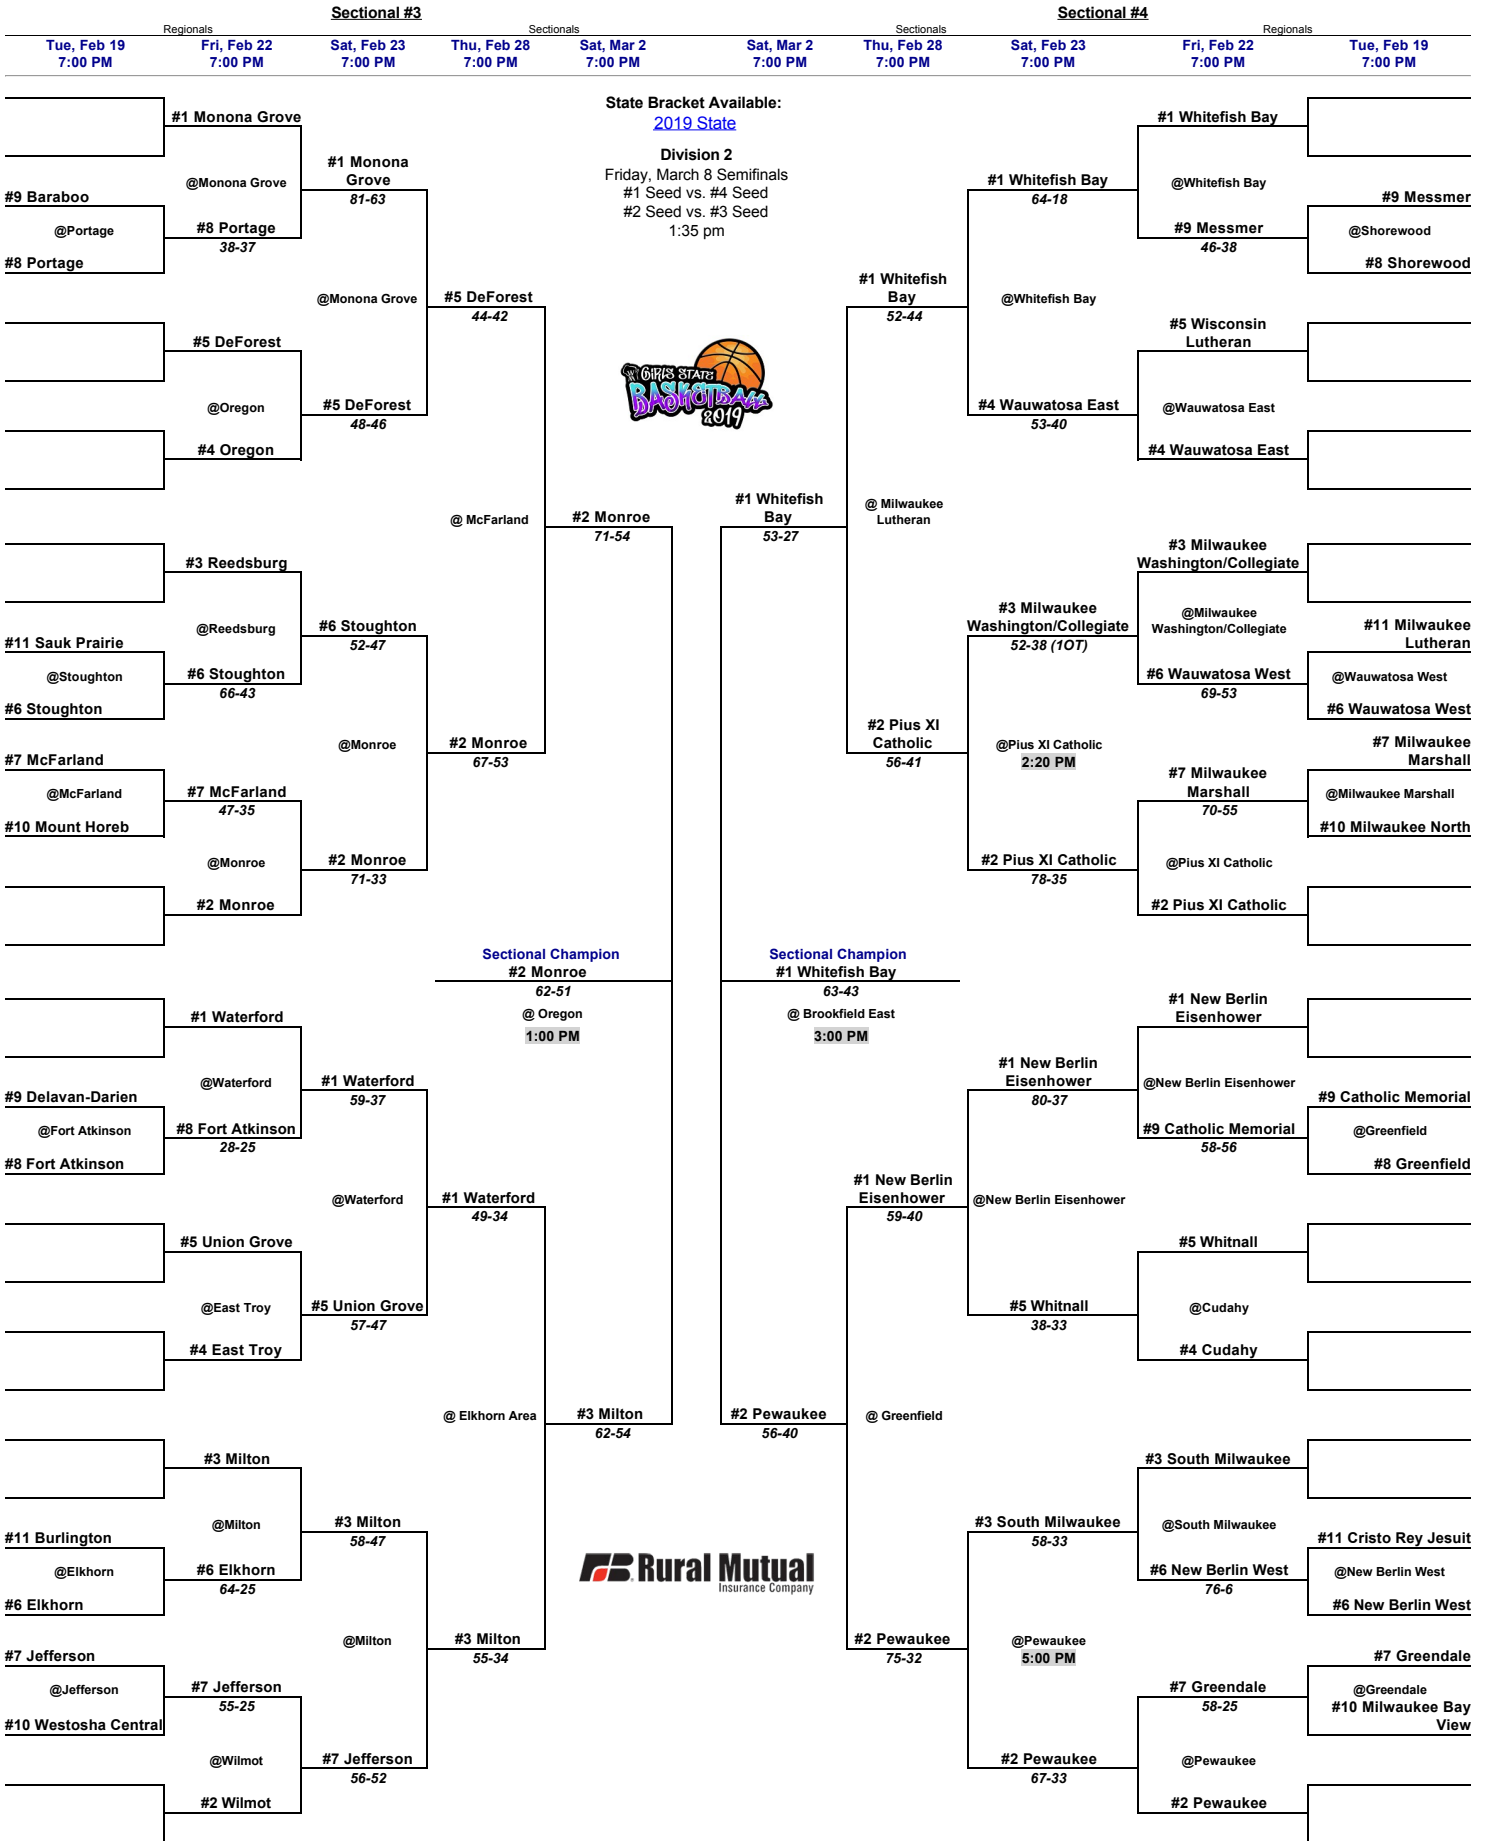 Sectional #3
Sectional #4
Regionals
Sectionals
Sectionals
Regionals
Tue, Feb 19
7:00 PM
Fri, Feb 22
7:00 PM
Sat, Feb 23
7:00 PM
Thu, Feb 28
7:00 PM
Sat, Mar 2
7:00 PM
Sat, Mar 2
7:00 PM
Thu, Feb 28
7:00 PM
Sat, Feb 23
7:00 PM
Fri, Feb 22
7:00 PM
Tue, Feb 19
7:00 PM
State Bracket Available:
2019 State
Division 2
Friday, March 8 Semifinals
#1 Seed vs. #4 Seed
#2 Seed vs. #3 Seed
1:35 pm
GIRLS STATE
BASKETBALL
2019
#9 Baraboo
@Portage
#8 Portage
#11 Sauk Prairie
@Stoughton
#6 Stoughton
#7 McFarland
@McFarland
#10 Mount Horeb
#9 Delavan-Darien
@Fort Atkinson
#8 Fort Atkinson
#11 Burlington
@Elkhorn
#6 Elkhorn
#7 Jefferson
@Jefferson
#10 Westosha Central
#1 Monona Grove
@Monona Grove
#8 Portage
38-37
#5 DeForest
@Oregon
#4 Oregon
#3 Reedsburg
@Reedsburg
#6 Stoughton
66-43
#7 McFarland
47-35
@Monroe
#2 Monroe
#1 Waterford
@Waterford
#8 Fort Atkinson
28-25
#5 Union Grove
@East Troy
#4 East Troy
#3 Milton
@Milton
#6 Elkhorn
64-25
#7 Jefferson
55-25
@Wilmot
#2 Wilmot
#1 Monona
Grove
81-63
@Monona Grove
#5 DeForest
48-46
#6 Stoughton
52-47
@Monroe
#2 Monroe
71-33
#1 Waterford
59-37
@Waterford
#5 Union Grove
57-47
#3 Milton
58-47
@Milton
#7 Jefferson
56-52
#5 DeForest
44-42
@ McFarland
#2 Monroe
67-53
#1 Waterford
49-34
@ Elkhorn Area
#3 Milton
55-34
#2 Monroe
71-54
Sectional Champion
#2 Monroe
62-51
@ Oregon
1:00 PM
#3 Milton
62-54
#1 Whitefish
Bay
53-27
Sectional Champion
#1 Whitefish Bay
63-43
@ Brookfield East
3:00 PM
#2 Pewaukee
56-40
Rural Mutual
Insurance Company
#1 Whitefish
Bay
52-44
@ Milwaukee
Lutheran
#2 Pius XI
Catholic
56-41
#1 New Berlin
Eisenhower
59-40
@ Greenfield
#2 Pewaukee
75-32
#1 Whitefish Bay
64-18
@Whitefish Bay
#4 Wauwatosa East
53-40
#3 Milwaukee
Washington/Collegiate
52-38 (1OT)
@Pius XI Catholic
2:20 PM
#2 Pius XI Catholic
78-35
#1 New Berlin
Eisenhower
80-37
@New Berlin Eisenhower
#5 Whitnall
38-33
#3 South Milwaukee
58-33
@Pewaukee
5:00 PM
#2 Pewaukee
67-33
#1 Whitefish Bay
@Whitefish Bay
#9 Messmer
46-38
#5 Wisconsin
Lutheran
@Wauwatosa East
#4 Wauwatosa East
#3 Milwaukee
Washington/Collegiate
@Milwaukee
Washington/Collegiate
#6 Wauwatosa West
69-53
#7 Milwaukee
Marshall
70-55
@Pius XI Catholic
#2 Pius XI Catholic
#1 New Berlin
Eisenhower
@New Berlin Eisenhower
#9 Catholic Memorial
58-56
#5 Whitnall
@Cudahy
#4 Cudahy
#3 South Milwaukee
@South Milwaukee
#6 New Berlin West
76-6
#7 Greendale
58-25
@Pewaukee
#2 Pewaukee
#9 Messmer
@Shorewood
#8 Shorewood
#11 Milwaukee
Lutheran
@Wauwatosa West
#6 Wauwatosa West
#7 Milwaukee
Marshall
@Milwaukee Marshall
#10 Milwaukee North
#9 Catholic Memorial
@Greenfield
#8 Greenfield
#11 Cristo Rey Jesuit
@New Berlin West
#6 New Berlin West
#7 Greendale
@Greendale
#10 Milwaukee Bay
View